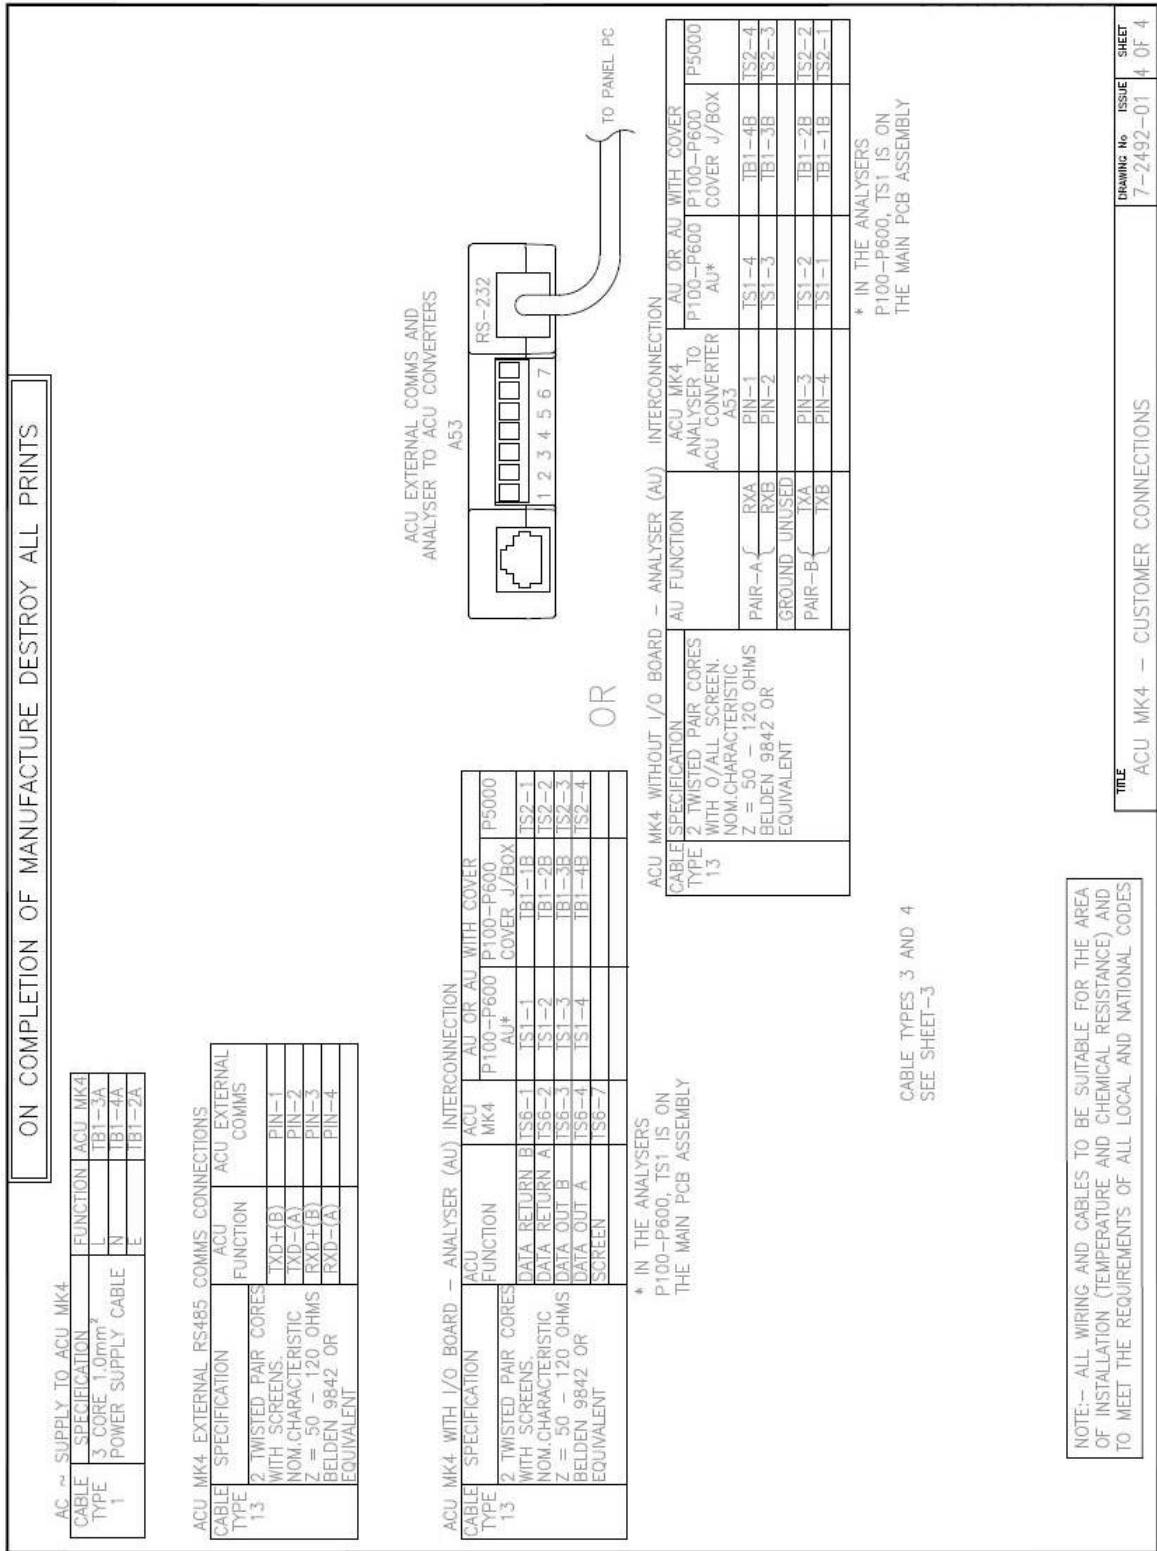 ON COMPLETION OF MANUFACTURE DESTROY ALL PRINTS
AC ~ SUPPLY TO ACU MK4
CABLE TYPE SPECIFICATION FUNCTION ACU MK4
1 3 CORE 1.0mm² L TB1-3A
POWER SUPPLY CABLE N TB1-4A
E TB1-2A
ACU MK4 EXTERNAL RS485 COMMS CONNECTIONS
CABLE TYPE SPECIFICATION ACU FUNCTION ACU EXTERNAL COMMS
13 2 TWISTED PAIR CORES TXD+(B) PIN-1
WITH SCREENS. TXD-(A) PIN-2
NOM.CHARACTERISTIC RXD+(B) PIN-3
Z = 50 - 120 OHMS RXD-(A) PIN-4
BELDEN 9842 OR
EQUIVALENT
ACU MK4 WITH I/O BOARD - ANALYSER (AU) INTERCONNECTION
CABLE TYPE SPECIFICATION ACU FUNCTION ACU MK4 AU OR AU WITH COVER
P100-P600 AU* P100-P600 COVER J/BOX P5000
13 2 TWISTED PAIR CORES DATA RETURN B TS6-1 TS1-1 TB1-1B TS2-1
WITH SCREENS. DATA RETURN A TS6-2 TS1-2 TB1-2B TS2-2
NOM.CHARACTERISTIC DATA OUT B TS6-3 TS1-3 TB1-3B TS2-3
Z = 50 - 120 OHMS DATA OUT A TS6-4 TS1-4 TB1-4B TS2-4
BELDEN 9842 OR SCREEN TS6-7
EQUIVALENT
* IN THE ANALYSERS
P100-P600, TS1 IS ON
THE MAIN PCB ASSEMBLY
OR
ACU EXTERNAL COMMS AND
ANALYSER TO ACU CONVERTERS
A53
RS-232
1 2 3 4 5 6 7
TO PANEL PC
ACU MK4 WITHOUT I/O BOARD - ANALYSER (AU) INTERCONNECTION
CABLE TYPE SPECIFICATION AU FUNCTION ACU MK4 ANALYSER TO ACU CONVERTER A53 AU OR AU WITH COVER
P100-P600 AU* P100-P600 COVER J/BOX P5000
13 2 TWISTED PAIR CORES
WITH O/ALL SCREEN.
NOM.CHARACTERISTIC
Z = 50 - 120 OHMS
BELDEN 9842 OR
EQUIVALENT
PAIR-A RXA PIN-1 TS1-4 TB1-4B TS2-4
RXB PIN-2 TS1-3 TB1-3B TS2-3
GROUND UNUSED
PAIR-B TXA PIN-3 TS1-2 TB1-2B TS2-2
TXB PIN-4 TS1-1 TB1-1B TS2-1
* IN THE ANALYSERS
P100-P600, TS1 IS ON
THE MAIN PCB ASSEMBLY
CABLE TYPES 3 AND 4
SEE SHEET-3
NOTE:- ALL WIRING AND CABLES TO BE SUITABLE FOR THE AREA
OF INSTALLATION (TEMPERATURE AND CHEMICAL RESISTANCE) AND
TO MEET THE REQUIREMENTS OF ALL LOCAL AND NATIONAL CODES
TITLE
ACU MK4 - CUSTOMER CONNECTIONS
DRAWING No ISSUE SHEET
7-2492-01 4 OF 4